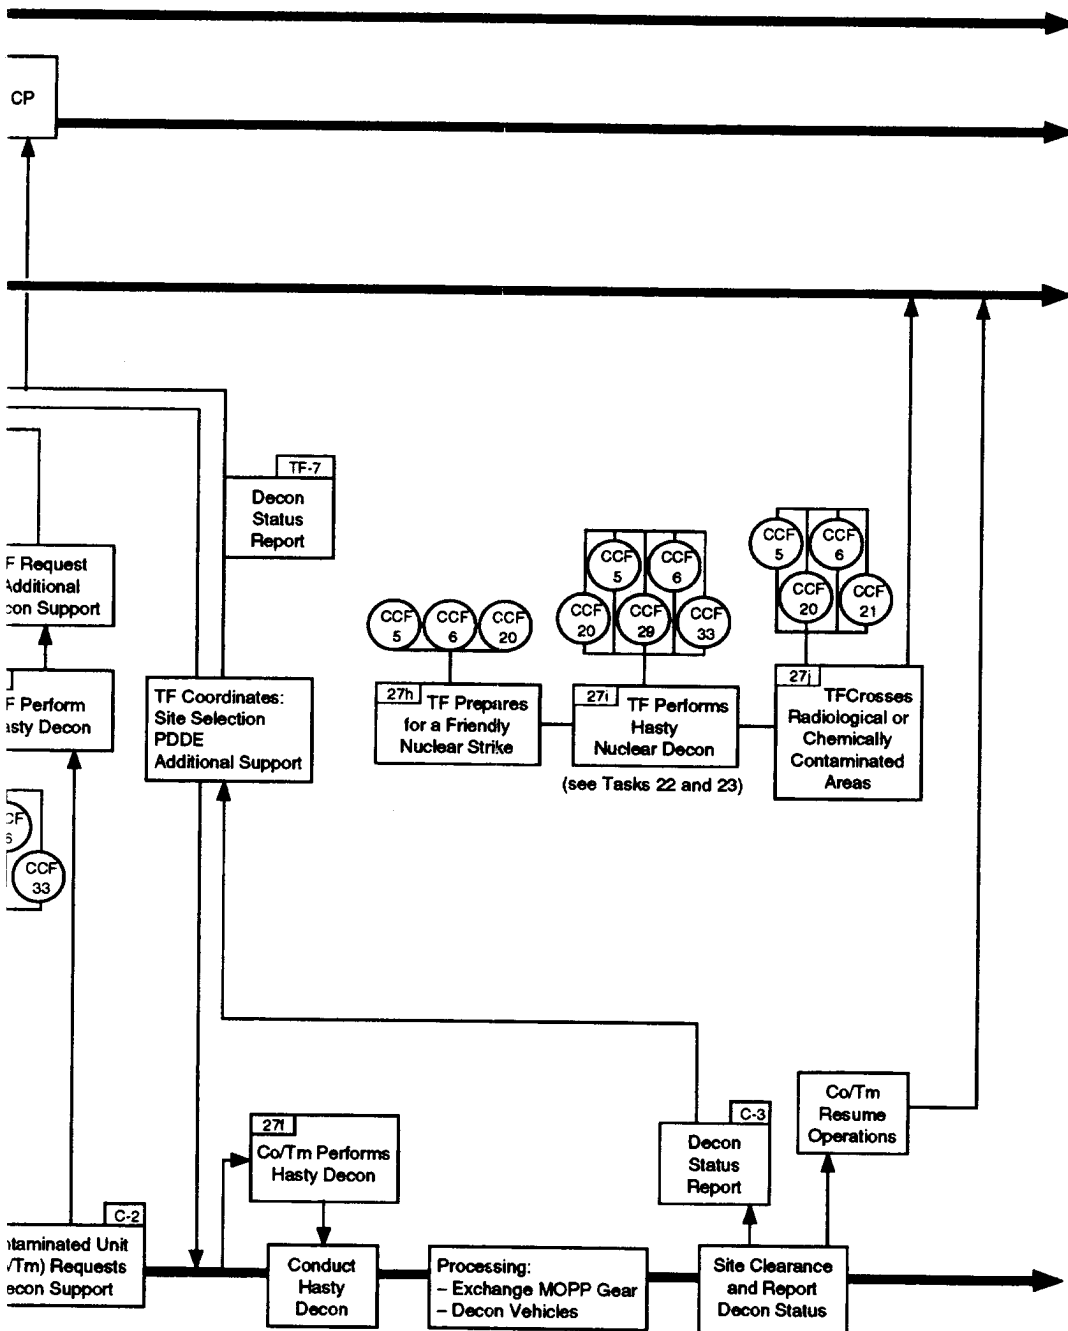 CP
TF-7
Decon
Status
Report
F Request
Additional
con Support
F Perform
asty Decon
CCF
33
TF Coordinates:
Site Selection
PDDE
Additional Support
CCF
5
CCF
6
CCF
20
27h
TF Prepares
for a Friendly
Nuclear Strike
CCF
5
CCF
6
CCF
20
CCF
29
CCF
33
27i
TF Performs
Hasty
Nuclear Decon
(see Tasks 22 and 23)
CCF
5
CCF
6
CCF
20
CCF
21
27j
TFCrosses
Radiological or
Chemically
Contaminated
Areas
C-2
ntaminated Unit
/Tm) Requests
econ Support
27f
Co/Tm Performs
Hasty Decon
Conduct
Hasty
Decon
Processing:
– Exchange MOPP Gear
– Decon Vehicles
C-3
Decon
Status
Report
Site Clearance
and Report
Decon Status
Co/Tm
Resume
Operations